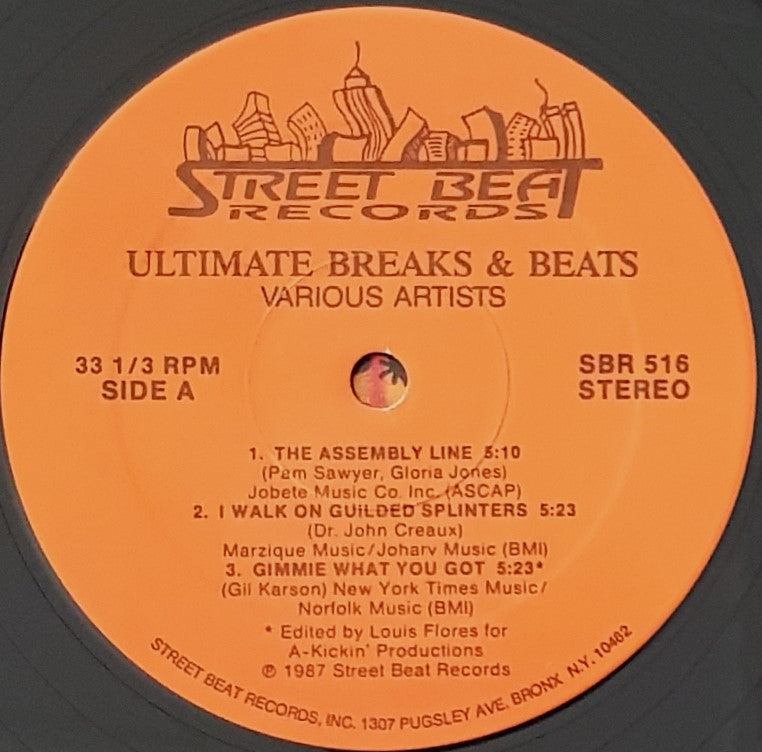 STREET BEAT
RECORDS
ULTIMATE BREAKS & BEATS
VARIOUS ARTISTS
33 1/3 RPM
SIDE A
SBR 516
STEREO
1. THE ASSEMBLY LINE 5:10
(Pam Sawyer, Gloria Jones)
Jobete Music Co. Inc. (ASCAP)
2. I WALK ON GUILDED SPLINTERS 5:23
(Dr. John Creaux)
Marzique Music/Joharv Music (BMI)
3. GIMMIE WHAT YOU GOT 5:23*
(Gil Karson) New York Times Music/
Norfolk Music (BMI)
* Edited by Louis Flores for
A-Kickin' Productions
℗ 1987 Street Beat Records
STREET BEAT RECORDS, INC. 1307 PUGSLEY AVE. BRONX N.Y. 10462